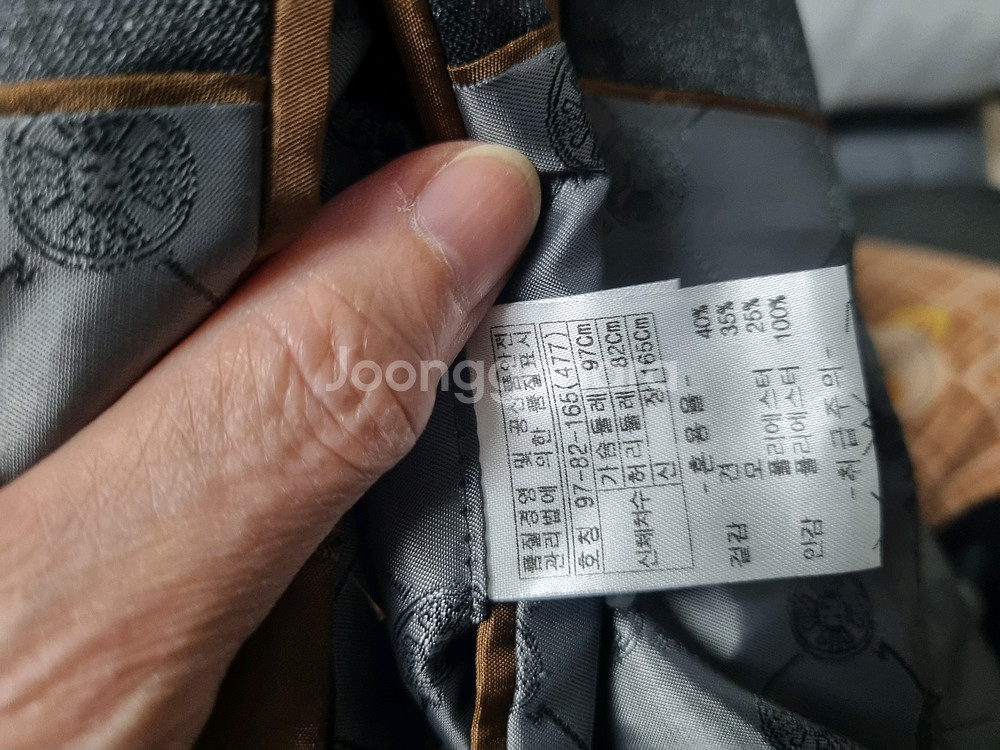 품질경영 및 공산품안전
관리법에 의한 품질표시
호칭 97-82-165(477)
신체치수
가슴둘레 97Cm
허리둘레 82Cm
신 장 165Cm
-혼용율-
겉감 견 40%
모 35%
폴리에스터 25%
안감 폴리에스터 100%
-취급주의-